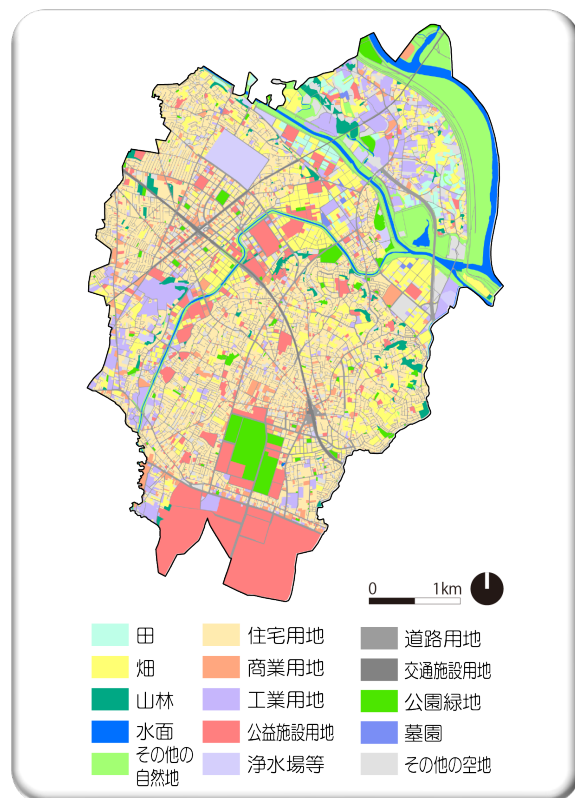 0 1km
田
畑
山林
水面
その他の
自然地
住宅用地
商業用地
工業用地
公益施設用地
浄水場等
道路用地
交通施設用地
公園緑地
墓園
その他の空地